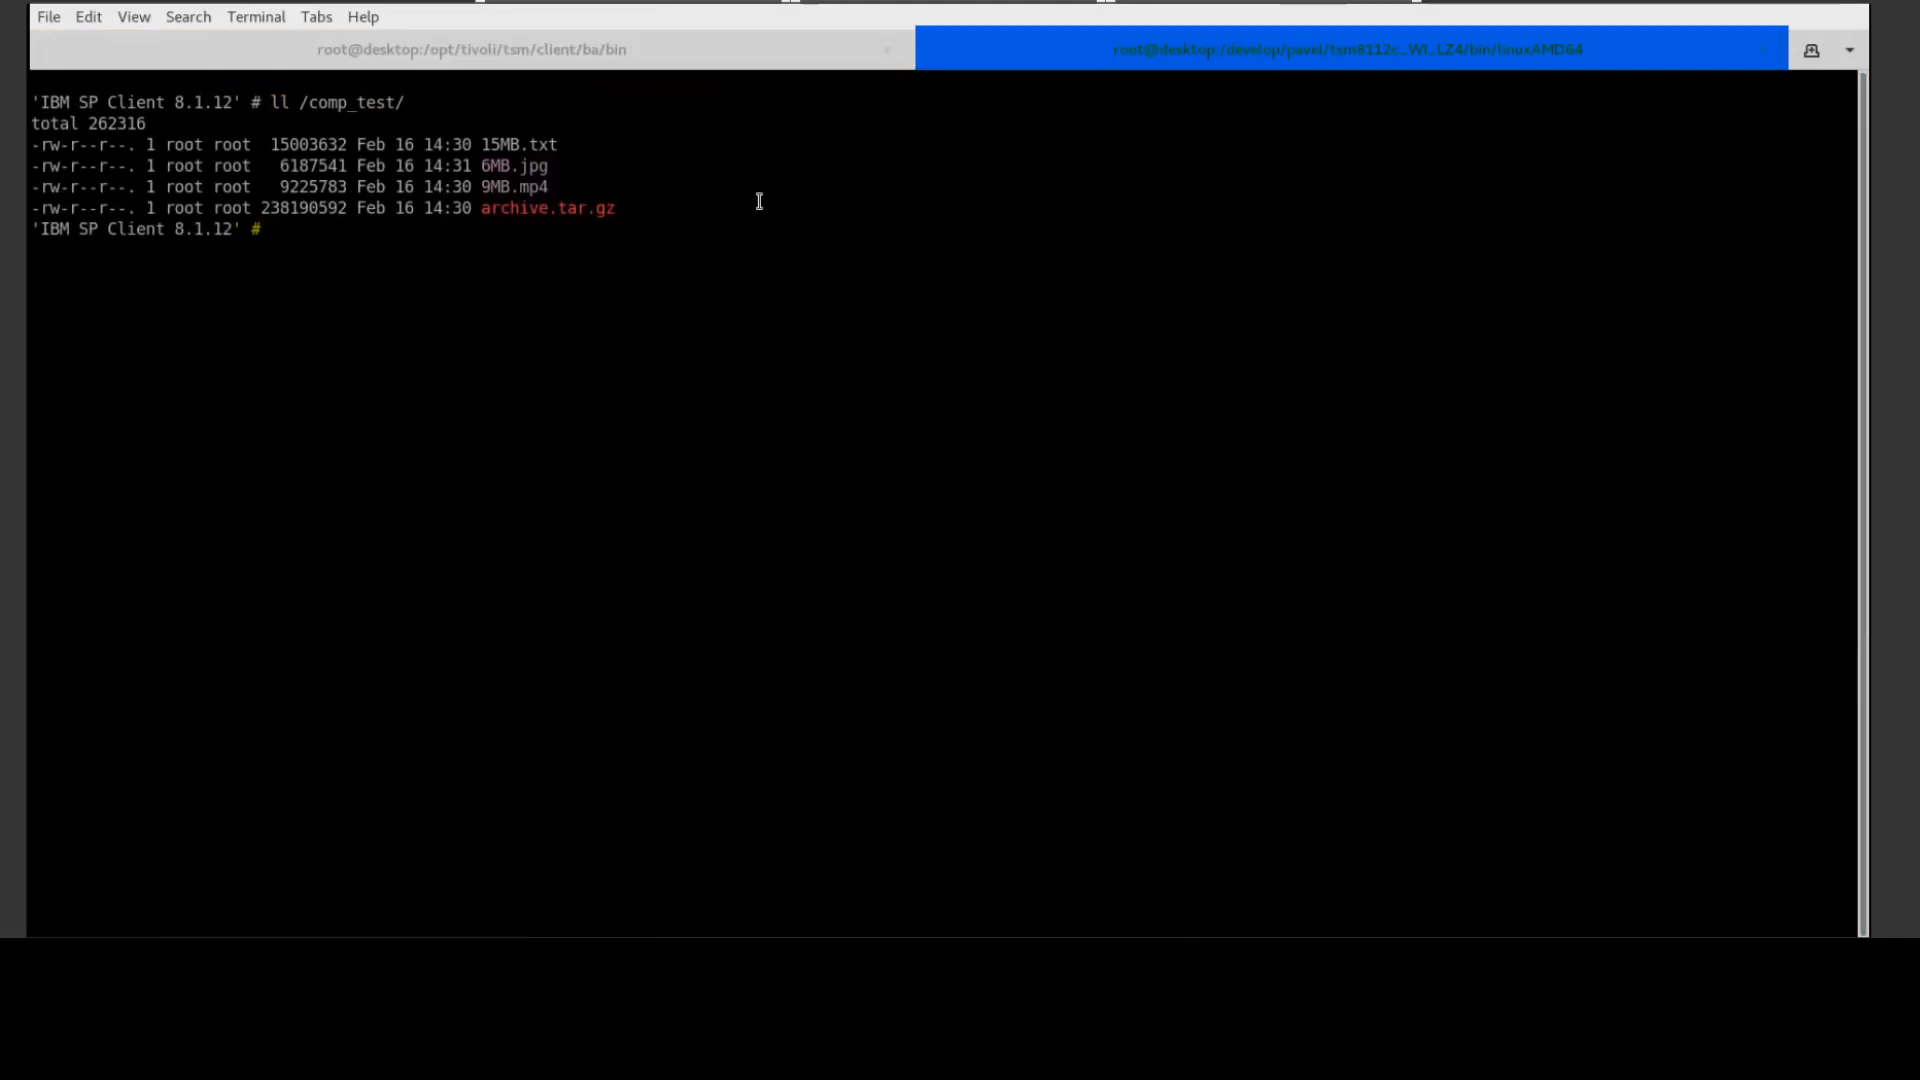 File Edit View Search Terminal Tabs Help
root@desktop:/opt/tivoli/tsm/client/ba/bin
root@desktop:/develop/pavel/tsm8112c_WI_LZ4/bin/linuxAMD64
'IBM SP Client 8.1.12' # ll /comp_test/
total 262316
-rw-r--r--. 1 root root  15003632 Feb 16 14:30 15MB.txt
-rw-r--r--. 1 root root   6187541 Feb 16 14:31 6MB.jpg
-rw-r--r--. 1 root root   9225783 Feb 16 14:30 9MB.mp4
-rw-r--r--. 1 root root 238190592 Feb 16 14:30 archive.tar.gz
'IBM SP Client 8.1.12' #